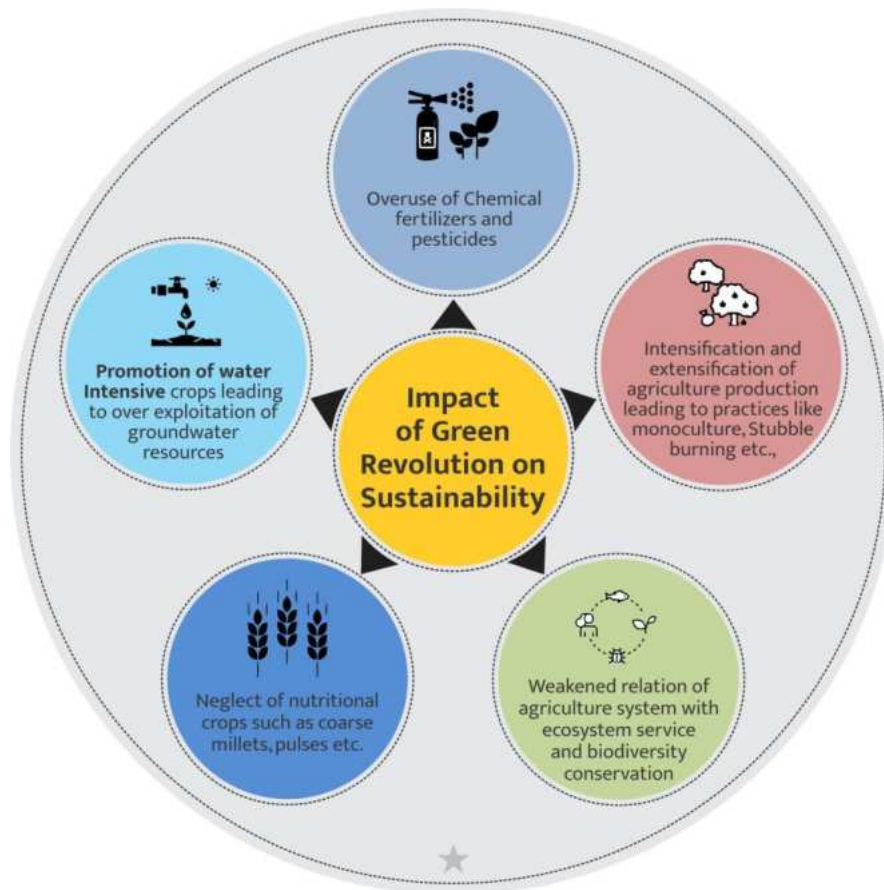 Overuse of Chemical
fertilizers and
pesticides
Promotion of water
Intensive crops leading
to over exploitation of
groundwater
resources
Impact
of Green
Revolution on
Sustainability
Intensification and
extensification of
agriculture production
leading to practices like
monoculture, Stubble
burning etc.,
Neglect of nutritional
crops such as coarse
millets, pulses etc.
Weakened relation of
agriculture system with
ecosystem service
and biodiversity
conservation